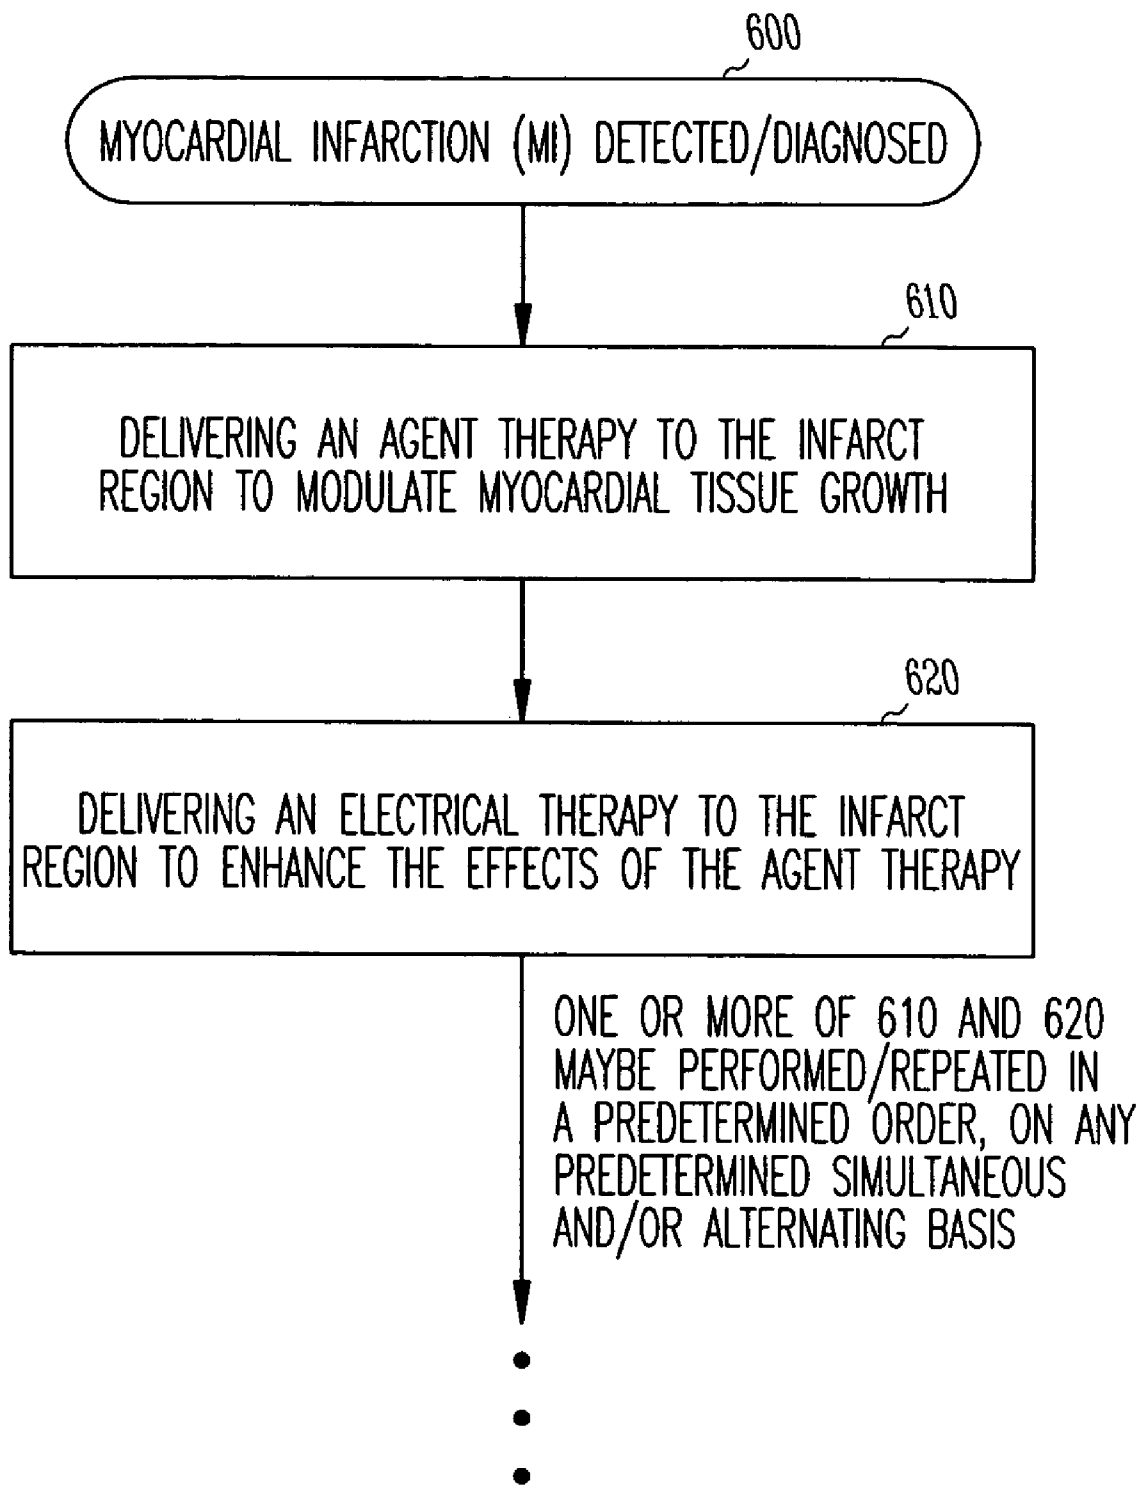 600
MYOCARDIAL INFARCTION (MI) DETECTED/DIAGNOSED
610
DELIVERING AN AGENT THERAPY TO THE INFARCT
REGION TO MODULATE MYOCARDIAL TISSUE GROWTH
620
DELIVERING AN ELECTRICAL THERAPY TO THE INFARCT
REGION TO ENHANCE THE EFFECTS OF THE AGENT THERAPY
ONE OR MORE OF 610 AND 620
MAYBE PERFORMED/REPEATED IN
A PREDETERMINED ORDER, ON ANY
PREDETERMINED SIMULTANEOUS
AND/OR ALTERNATING BASIS